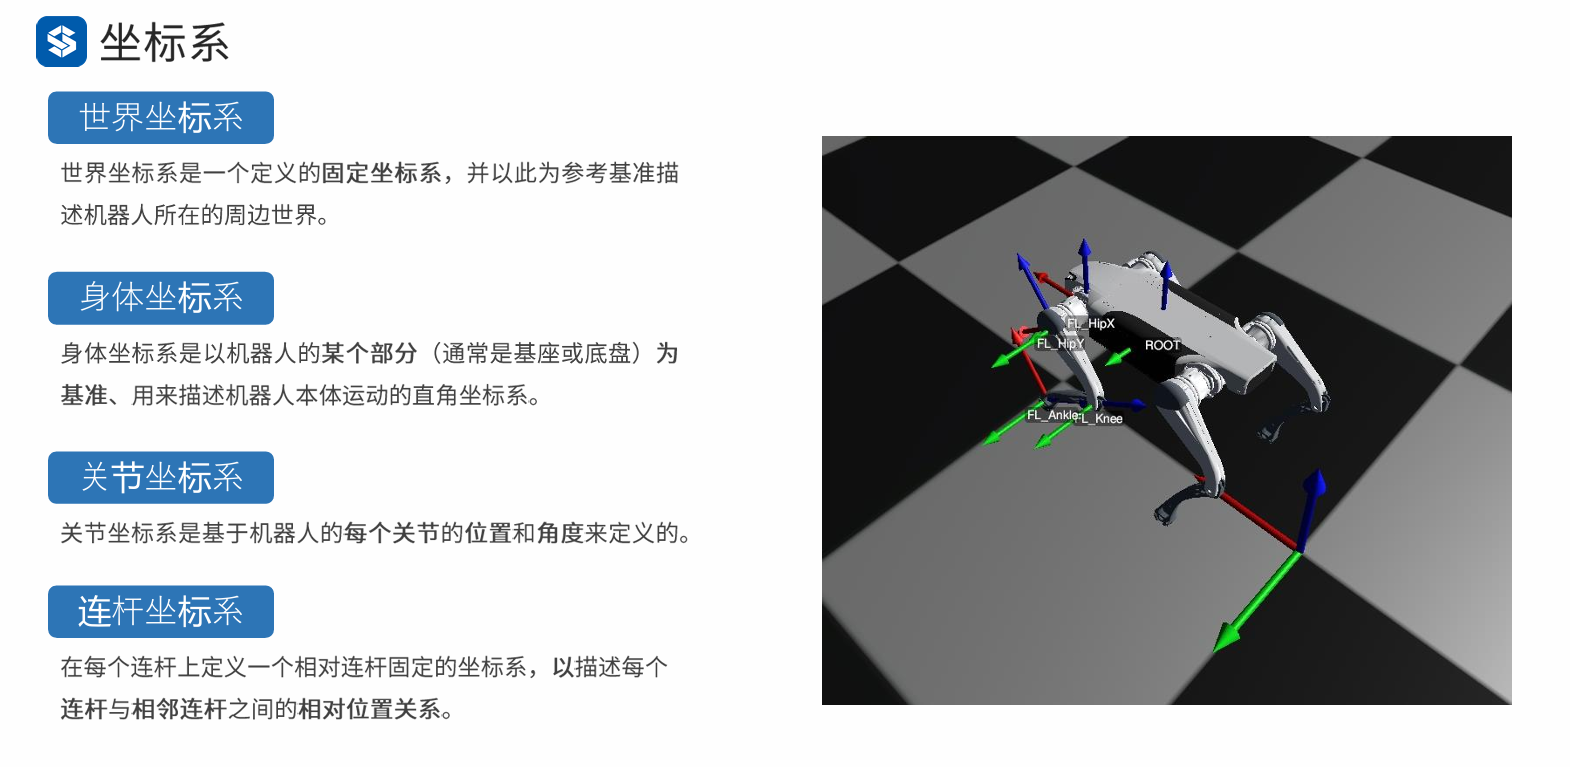 坐标系
世界坐标系
世界坐标系是一个定义的固定坐标系，并以此为参考基准描
述机器人所在的周边世界。
身体坐标系
身体坐标系是以机器人的某个部分（通常是基座或底盘）为
基准、用来描述机器人本体运动的直角坐标系。
关节坐标系
关节坐标系是基于机器人的每个关节的位置和角度来定义的。
连杆坐标系
在每个连杆上定义一个相对连杆固定的坐标系，以描述每个
连杆与相邻连杆之间的相对位置关系。
FL_HipX
FL_HipY
ROOT
FL_Ankle
FL_Knee